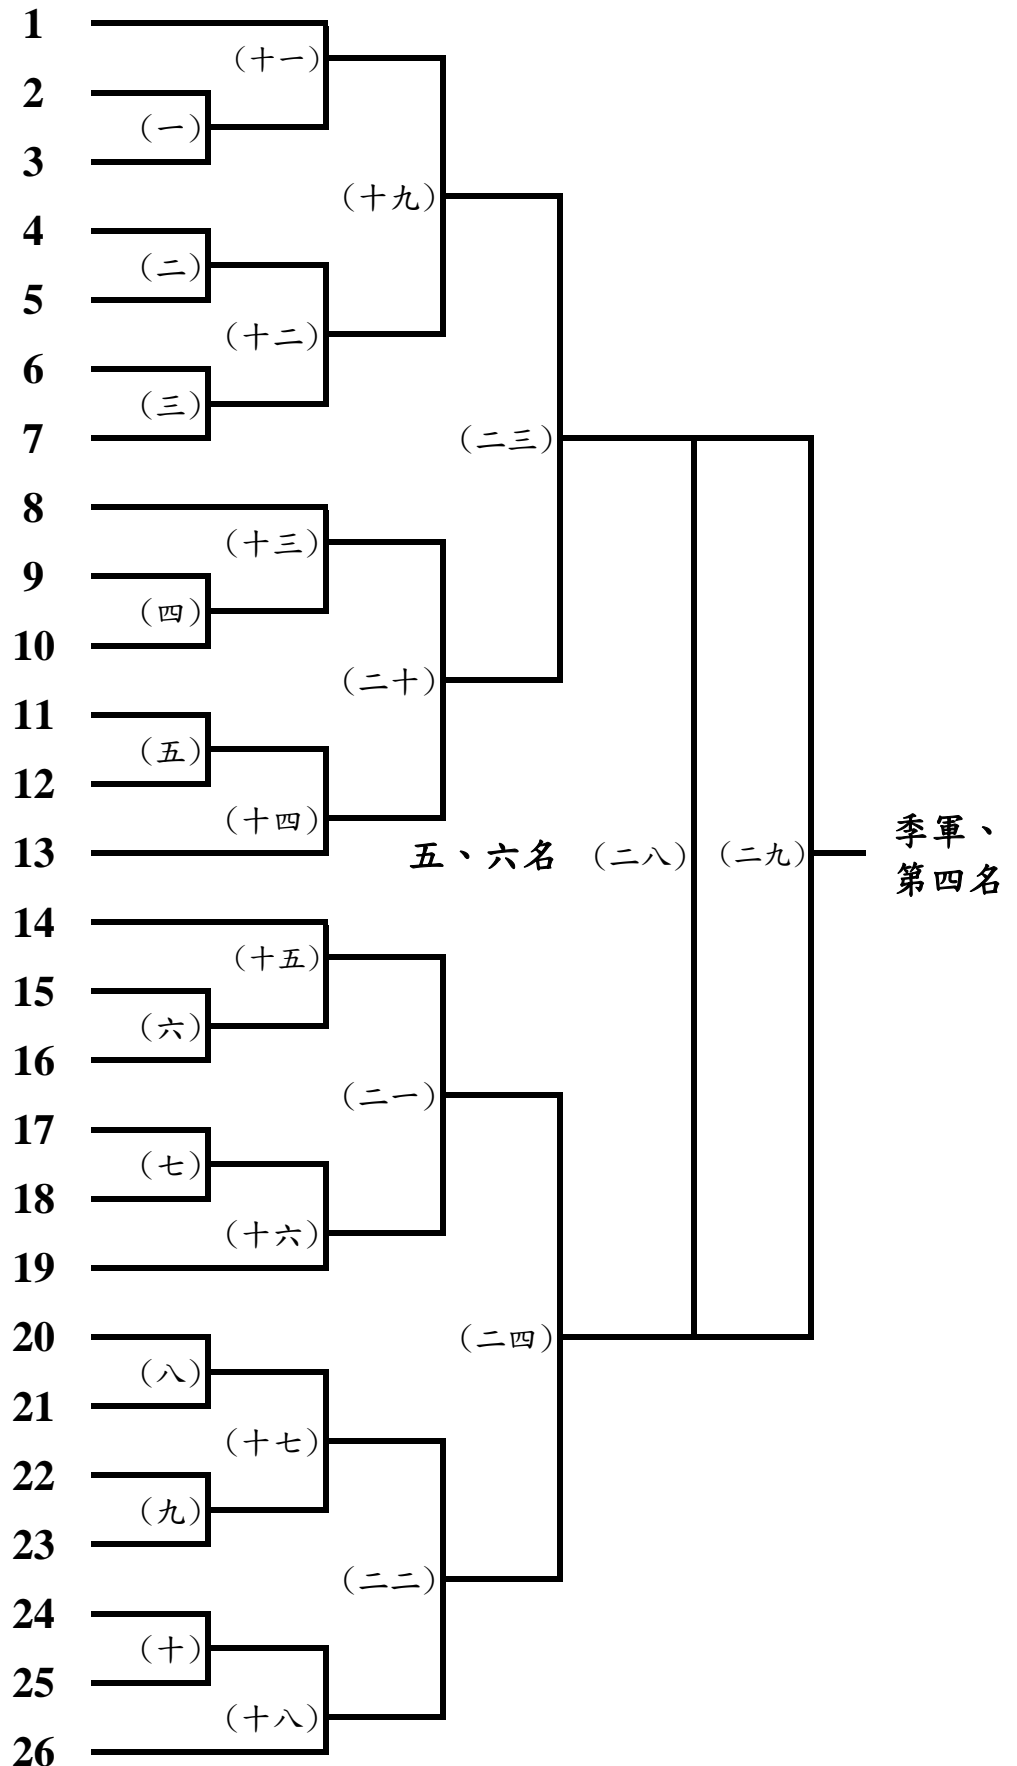 1
（十一）
2
（一）
3
（十九）
4
（二）
5
（十二）
6
（三）
7
（二三）
8
（十三）
9
（四）
10
（二十）
11
（五）
12
（十四）
13
五、六名 （二八） （二九） 季軍、
第四名
14
（十五）
15
（六）
16
（二一）
17
（七）
18
（十六）
19
20
（二四）
（八）
21
（十七）
22
（九）
23
（二二）
24
（十）
25
（十八）
26